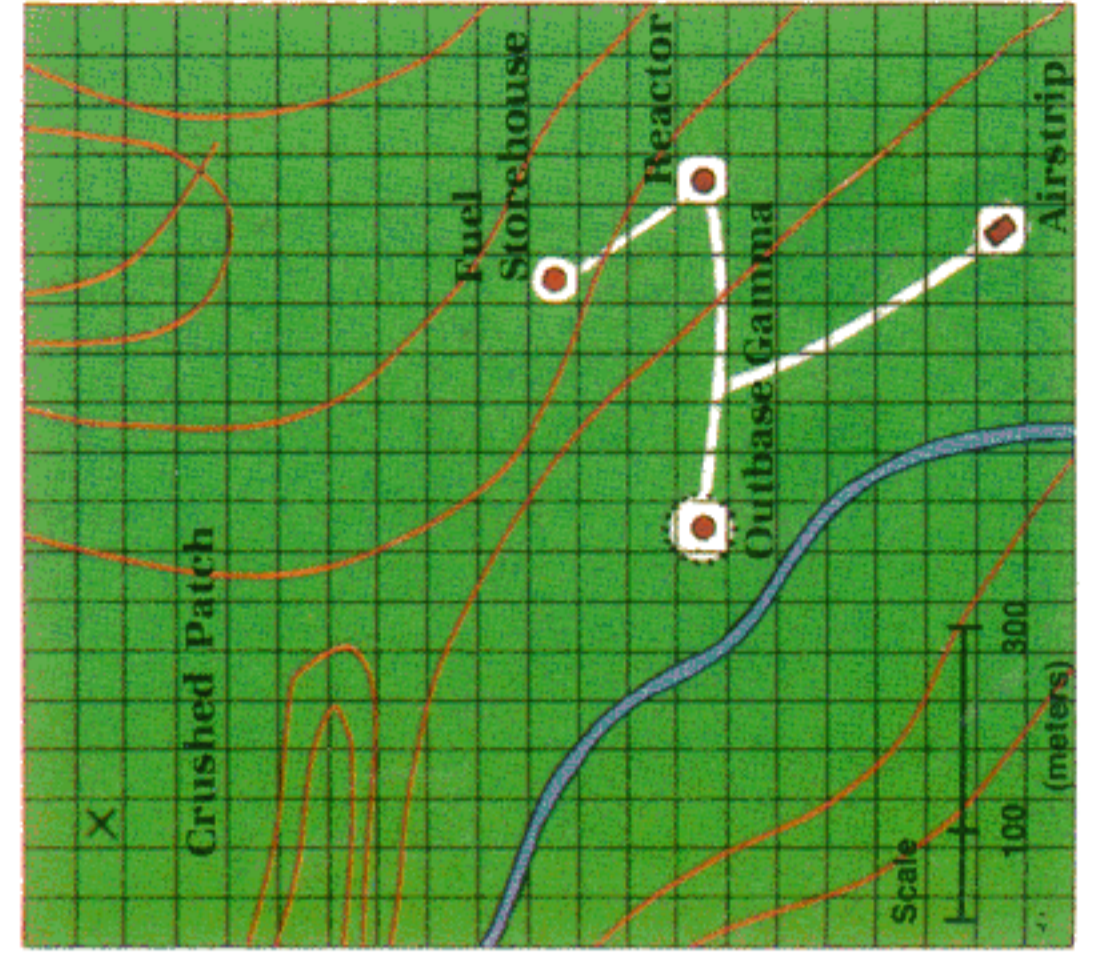 Crushed Patch
X
Fuel
Storehouse
Reactor
Outbase Gamma
Airstrip
Scale
100
300
(meters)